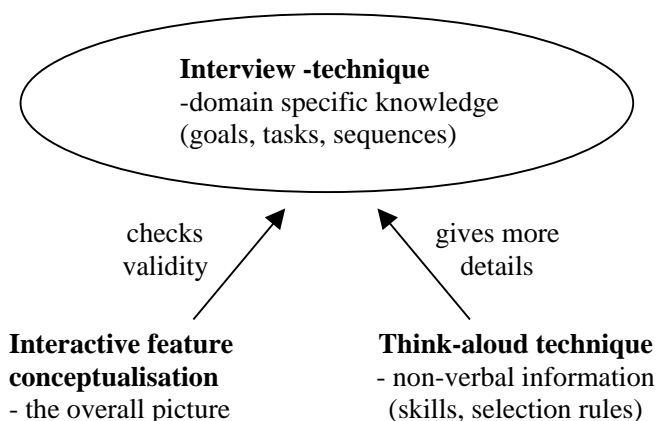 Interview -technique
-domain specific knowledge
(goals, tasks, sequences)
checks
validity
gives more
details
Interactive feature
conceptualisation
- the overall picture
Think-aloud technique
- non-verbal information
(skills, selection rules)